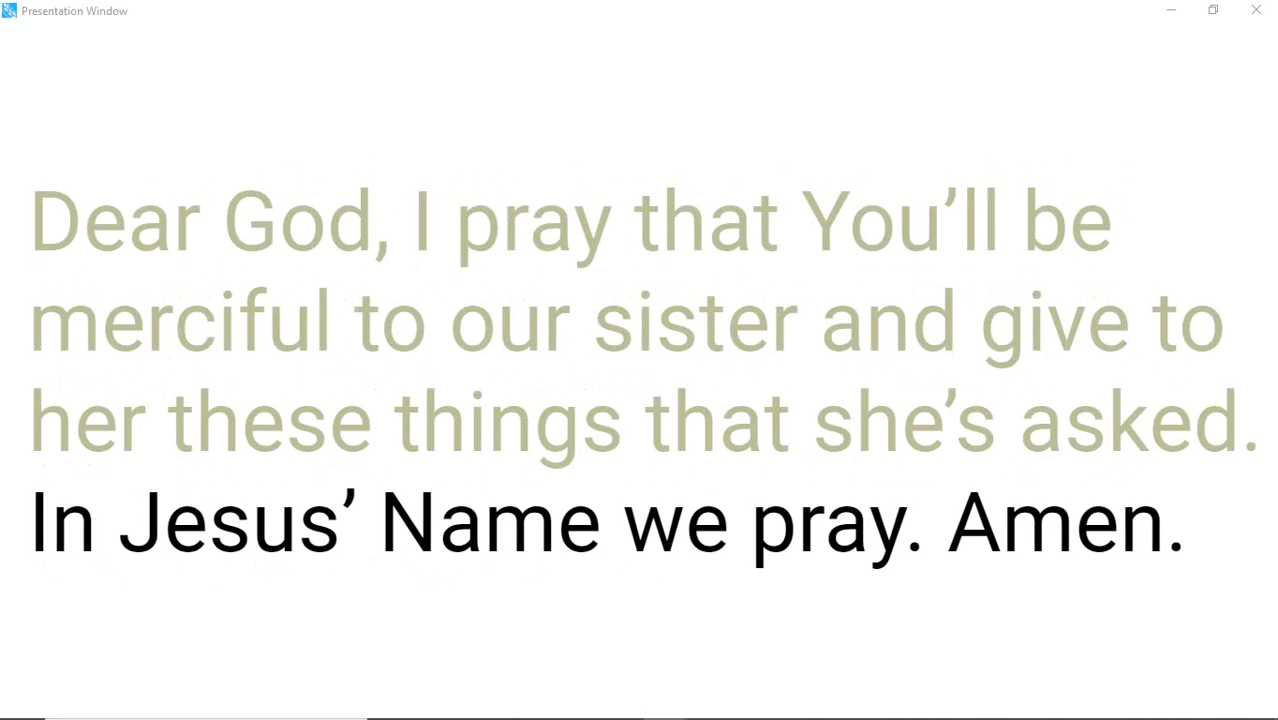 Presentation Window
Dear God, I pray that You’ll be
merciful to our sister and give to
her these things that she’s asked.
In Jesus’ Name we pray. Amen.